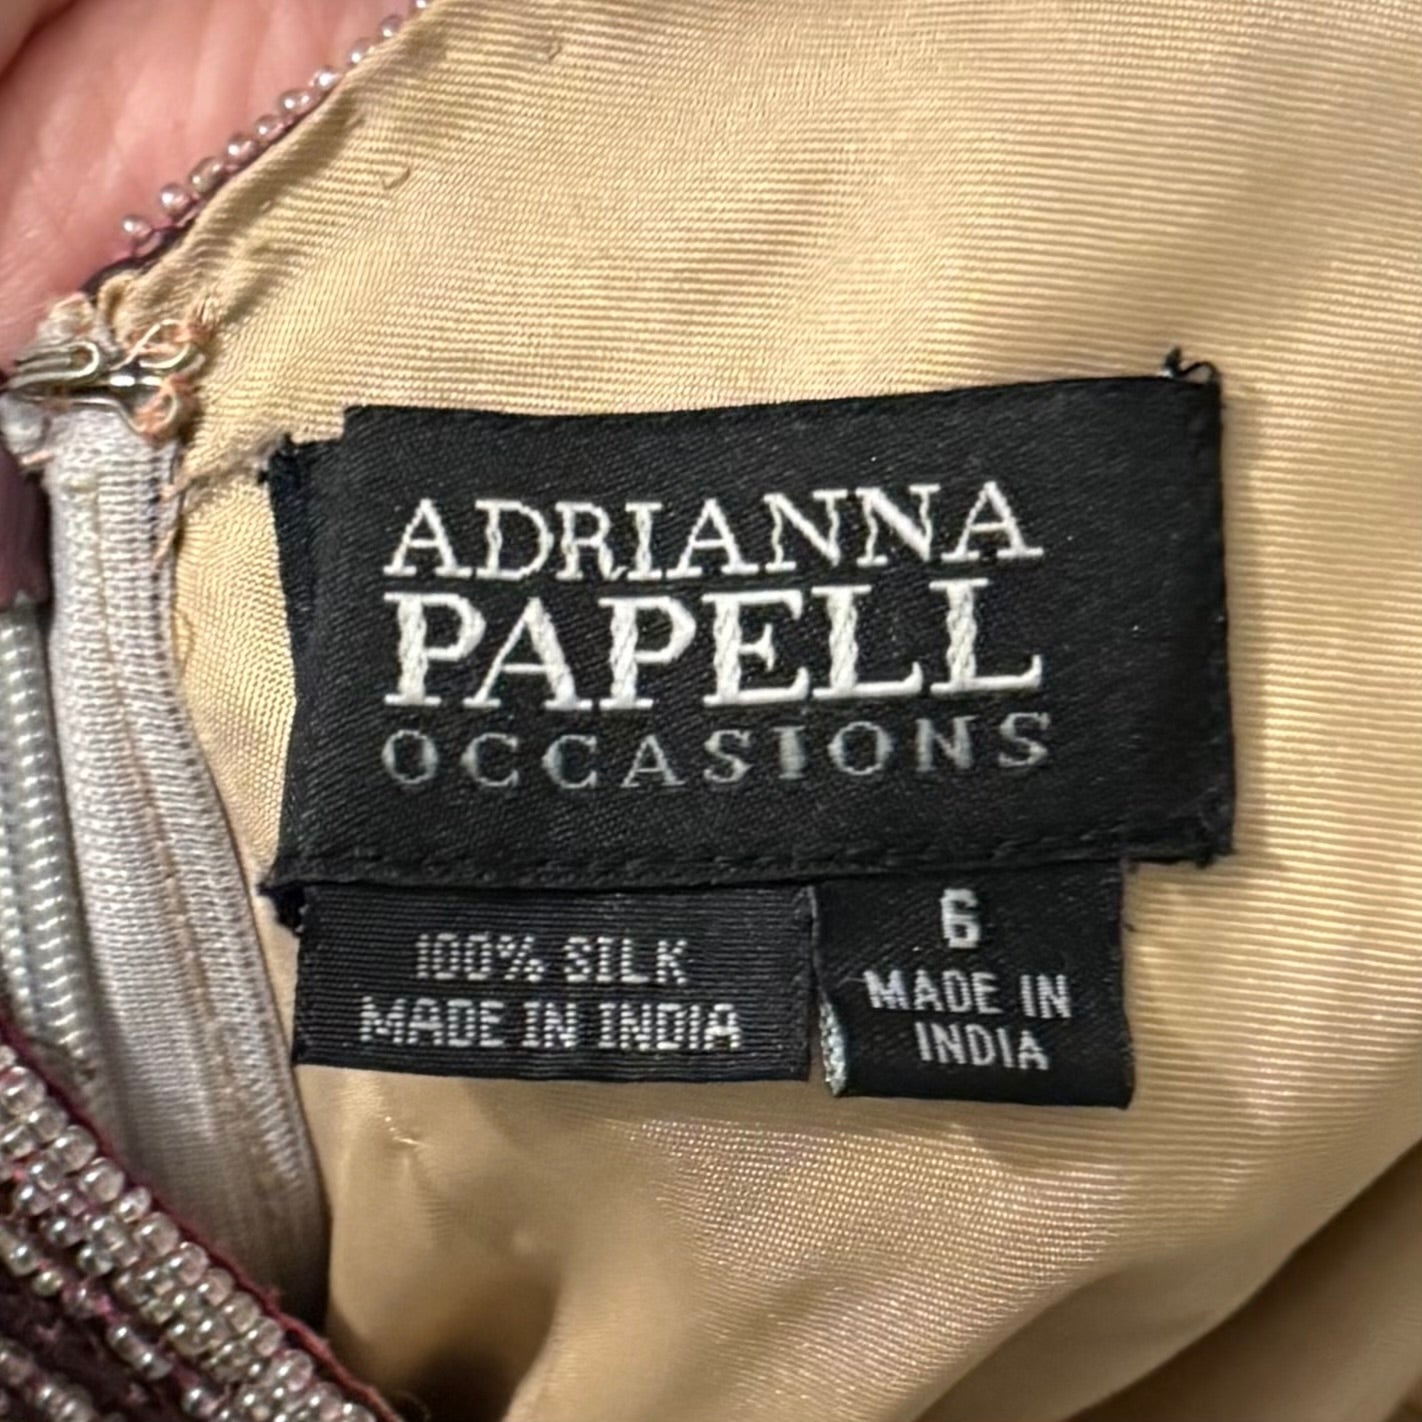 ADRIANNA
PAPELL
OCCASIONS
100% SILK
MADE IN INDIA
6
MADE IN
INDIA